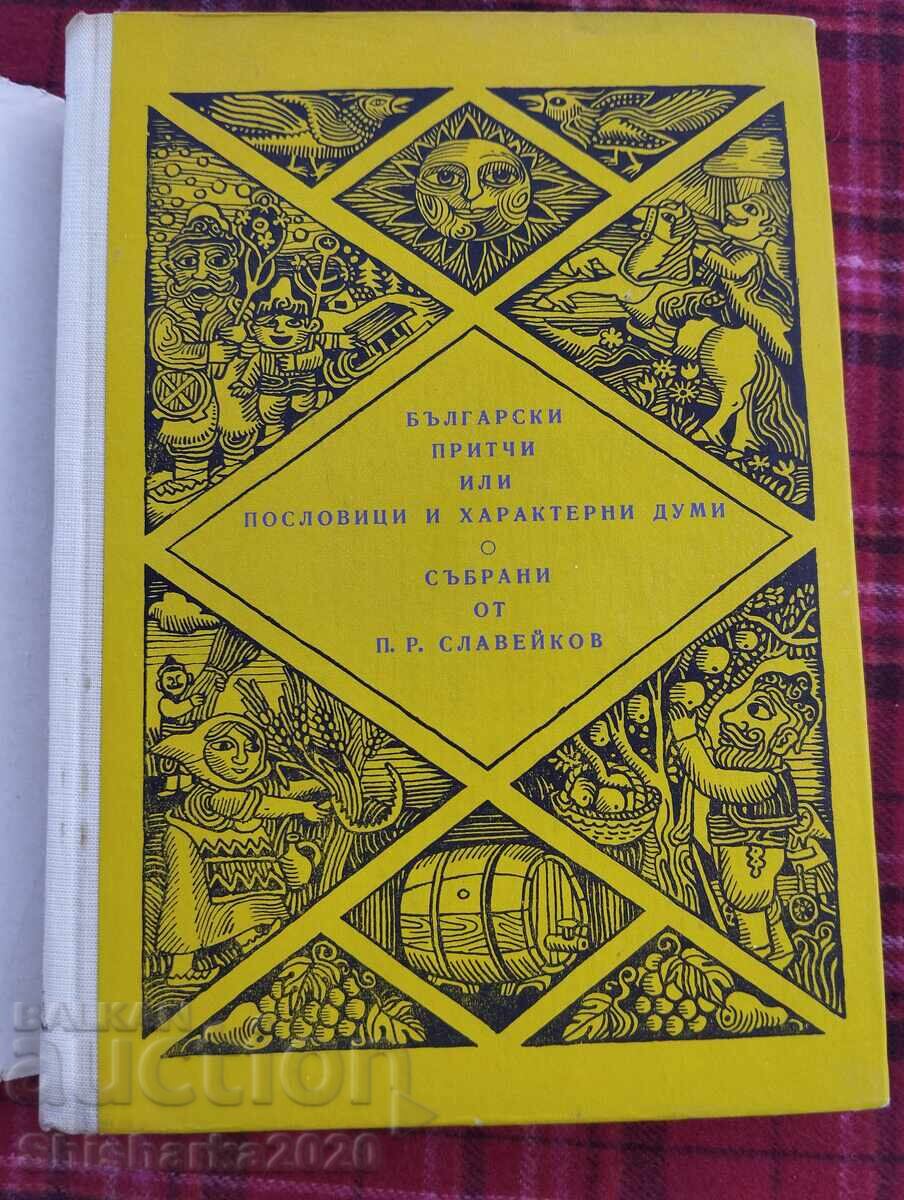 БЪЛГАРСКИ
ПРИТЧИ
ИЛИ
ПОСЛОВИЦИ И ХАРАКТЕРНИ ДУМИ
СЪБРАНИ
ОТ
П. Р. СЛАВЕЙКОВ
BALKAN
auction
Shisharka2020